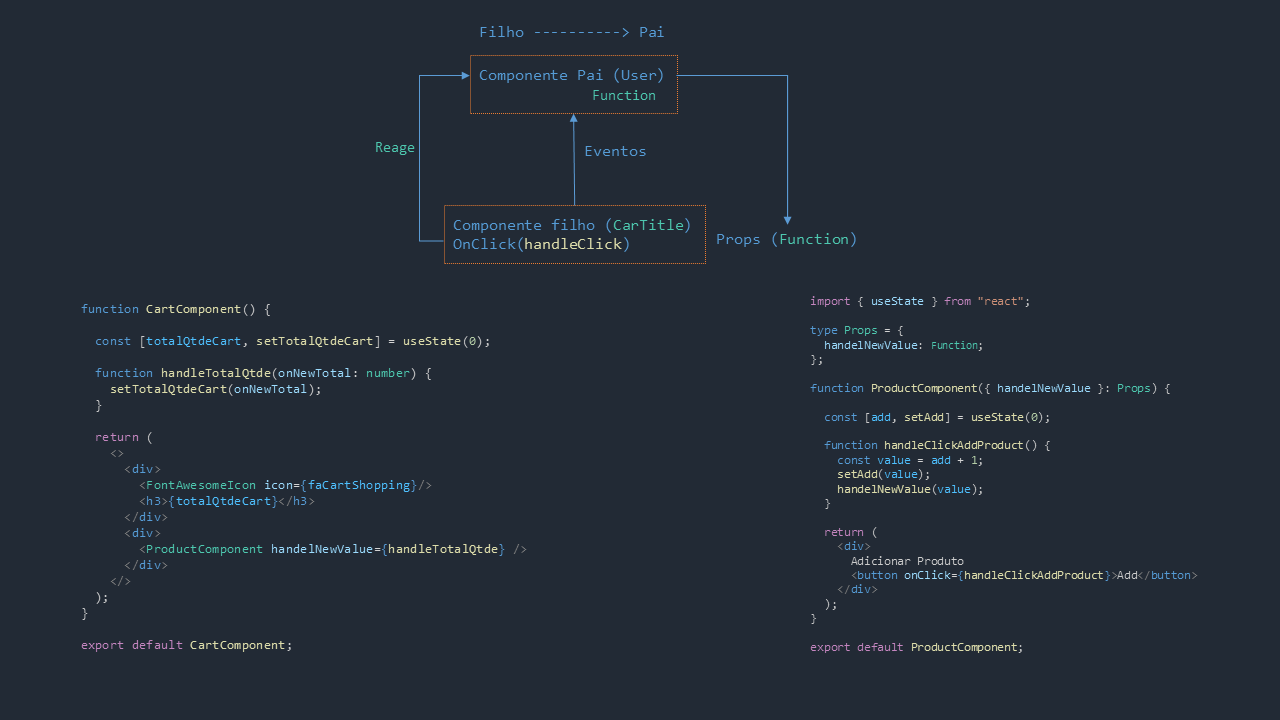 Filho ----------> Pai
Componente Pai (User)
Function
Reage
Eventos
Componente filho (CarTitle)
OnClick(handleClick)
Props (Function)
function CartComponent() {
const [totalQtdeCart, setTotalQtdeCart] = useState(0);
function handleTotalQtde(onNewTotal: number) {
setTotalQtdeCart(onNewTotal);
}
return (
<>
<div>
<FontAwesomeIcon icon={faCartShopping}/>
<h3>{totalQtdeCart}</h3>
</div>
<div>
<ProductComponent handelNewValue={handleTotalQtde} />
</div>
</>
);
}
export default CartComponent;
import { useState } from "react";
type Props = {
handelNewValue: Function;
};
function ProductComponent({ handelNewValue }: Props) {
const [add, setAdd] = useState(0);
function handleClickAddProduct() {
const value = add + 1;
setAdd(value);
handelNewValue(value);
}
return (
<div>
Adicionar Produto
<button onClick={handleClickAddProduct}>Add</button>
</div>
);
}
export default ProductComponent;